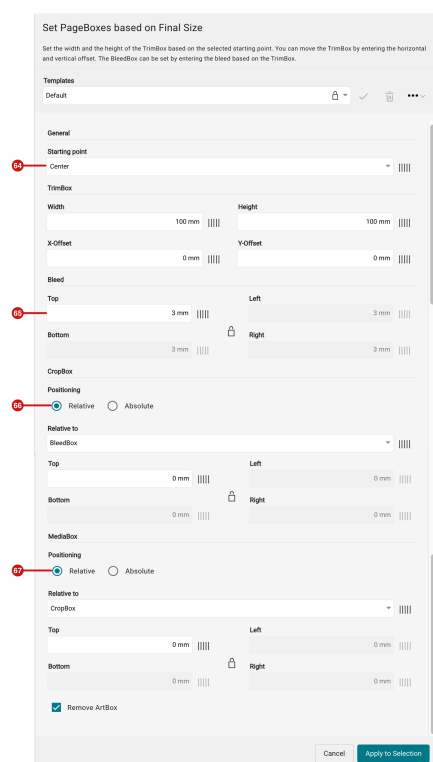 Set PageBoxes based on Final Size
Set the width and the height of the TrimBox based on the selected starting point. You can move the TrimBox by entering the horizontal
and vertical offset. The BleedBox can be set by entering the bleed based on the TrimBox.
Templates
Default
General
Starting point
64
Center
TrimBox
Width Height
100 mm 100 mm
X-Offset Y-Offset
0 mm 0 mm
Bleed
Top Left
65
3 mm 3 mm
Bottom Right
3 mm 3 mm
CropBox
Positioning
66
Relative Absolute
Relative to
BleedBox
Top Left
0 mm 0 mm
Bottom Right
0 mm 0 mm
MediaBox
Positioning
67
Relative Absolute
Relative to
CropBox
Top Left
0 mm 0 mm
Bottom Right
0 mm 0 mm
Remove ArtBox
Cancel Apply to Selection